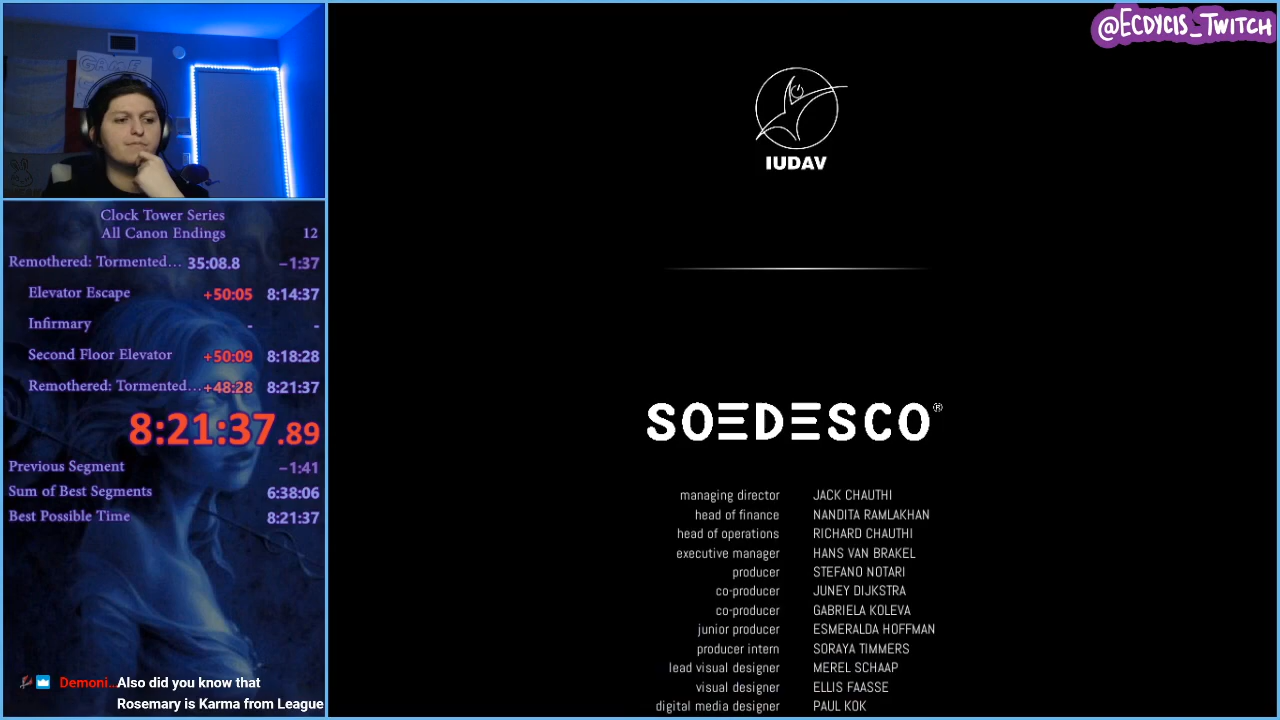 @ECDYCIS_TWITCH
GAME
Clock Tower Series
All Canon Endings 12
Remothered: Tormented... 35:08.8 −1:37
Elevator Escape +50:05 8:14:37
Infirmary - -
Second Floor Elevator +50:09 8:18:28
Remothered: Tormented... +48:28 8:21:37
8:21:37.89
Previous Segment −1:41
Sum of Best Segments 6:38:06
Best Possible Time 8:21:37
Demoni... Also did you know that
Rosemary is Karma from League
IUDAV
SOEDESCO®
managing director JACK CHAUTHI
head of finance NANDITA RAMLAKHAN
head of operations RICHARD CHAUTHI
executive manager HANS VAN BRAKEL
producer STEFANO NOTARI
co-producer JUNEY DIJKSTRA
co-producer GABRIELA KOLEVA
junior producer ESMERALDA HOFFMAN
producer intern SORAYA TIMMERS
lead visual designer MEREL SCHAAP
visual designer ELLIS FAASSE
digital media designer PAUL KOK